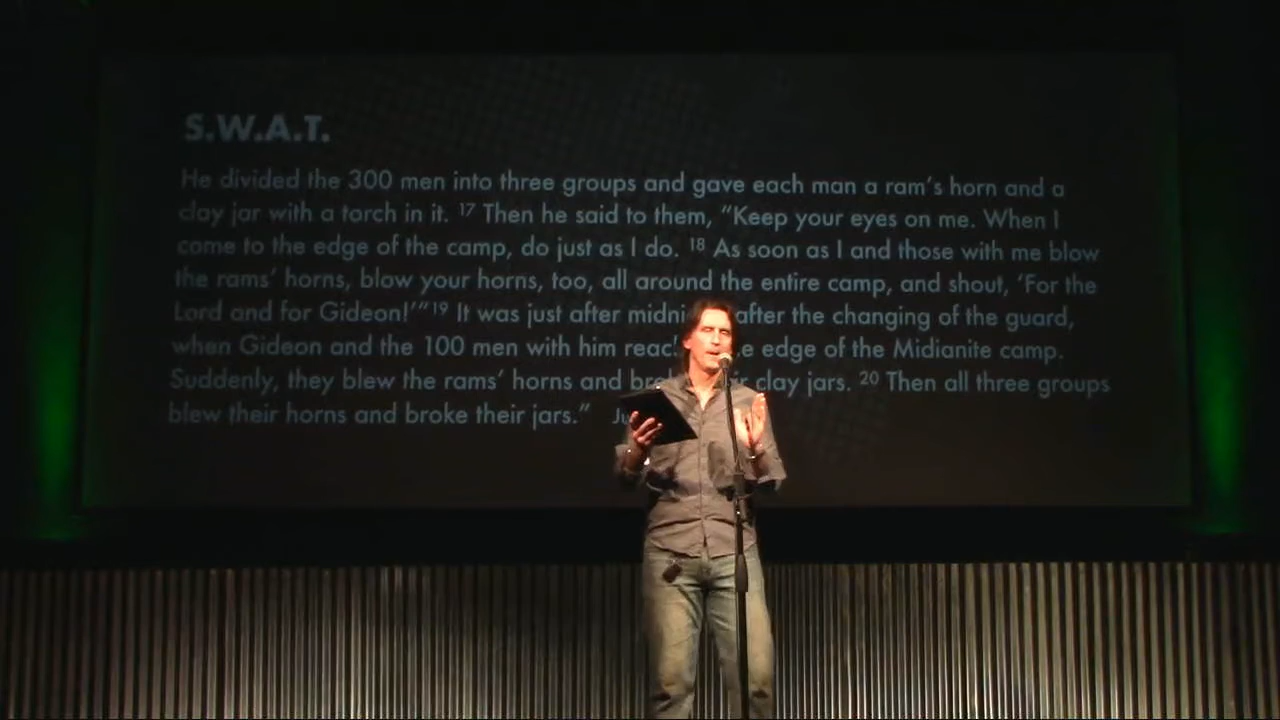 S.W.A.T.
He divided the 300 men into three groups and gave each man a ram's horn and a
clay jar with a torch in it. 17 Then he said to them, "Keep your eyes on me. When I
come to the edge of the camp, do just as I do. 18 As soon as I and those with me blow
the rams' horns, blow your horns, too, all around the entire camp, and shout, 'For the
Lord and for Gideon!'" 19 It was just after after the changing of the guard,
when Gideon and the 100 men with him edge of the Midianite camp.
Suddenly, they blew the rams' horns and clay jars. 20 Then all three groups
blew their horns and broke their jars."